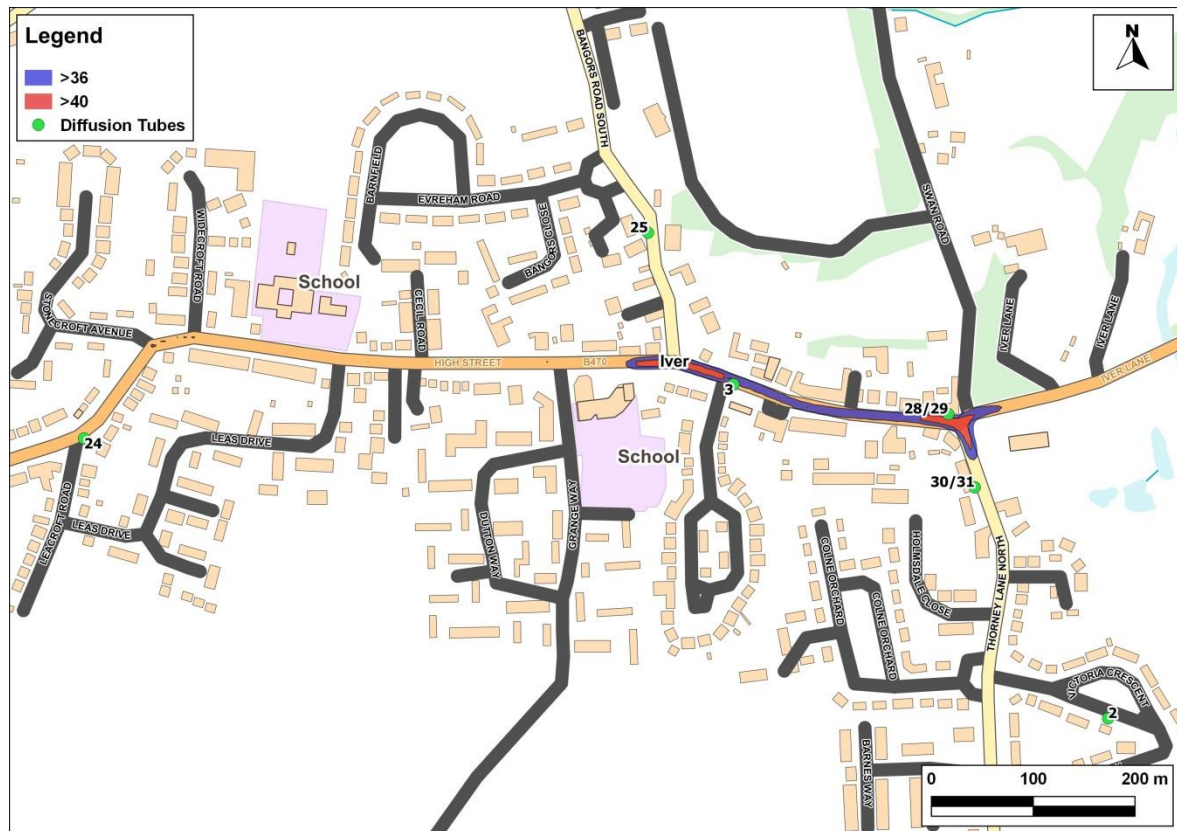 Legend
>36
>40
Diffusion Tubes
N
BANGORS ROAD SOUTH
BARNFIELD
EVREHAM ROAD
SWAN ROAD
25
WIDECROFT ROAD
BANGORS CLOSE
School
CECIL ROAD
IVER LANE
IVER LANE
STONECROFT AVENUE
HIGH STREET
B470
Iver
IVER LANE
3
28/29
24
LEAS DRIVE
School
30/31
LEACROFT ROAD
LEAS DRIVE
DUTTON WAY
GRANGEWAY
COLNE ORCHARD
HOLMSDALE CLOSE
COLNE ORCHARD
THORNEY LANE NORTH
VICTORIA CRESCENT
2
BARNES WAY
0 100 200 m